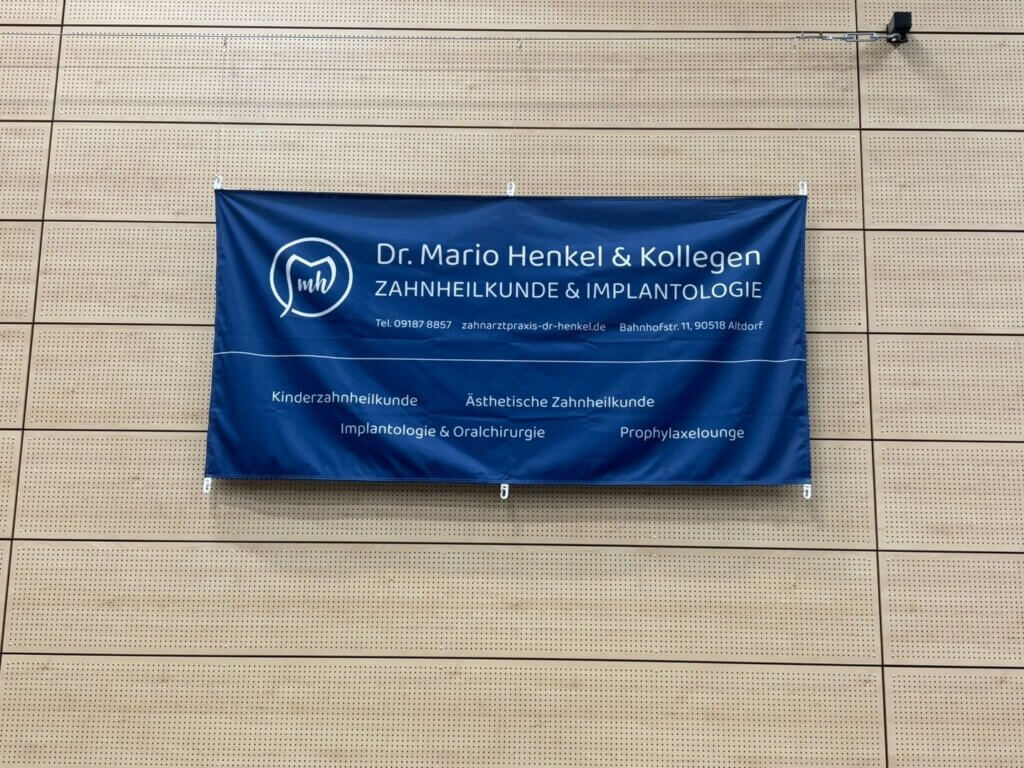 mh
Dr. Mario Henkel & Kollegen
ZAHNHEILKUNDE & IMPLANTOLOGIE
Tel. 09187 8857 zahnarztpraxis-dr-henkel.de Bahnhofstr. 11, 90518 Altdorf
Kinderzahnheilkunde Ästhetische Zahnheilkunde
Implantologie & Oralchirurgie Prophylaxelounge